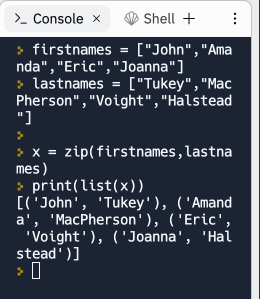 Console × Shell +
> firstnames = ["John","Ama
nda","Eric","Joanna"]
> lastnames = ["Tukey","Mac
Pherson","Voight","Halstead
"]
>
> x = zip(firstnames,lastna
mes)
> print(list(x))
[('John', 'Tukey'), ('Amand
a', 'MacPherson'), ('Eric',
 'Voight'), ('Joanna', 'Hal
stead')]
>